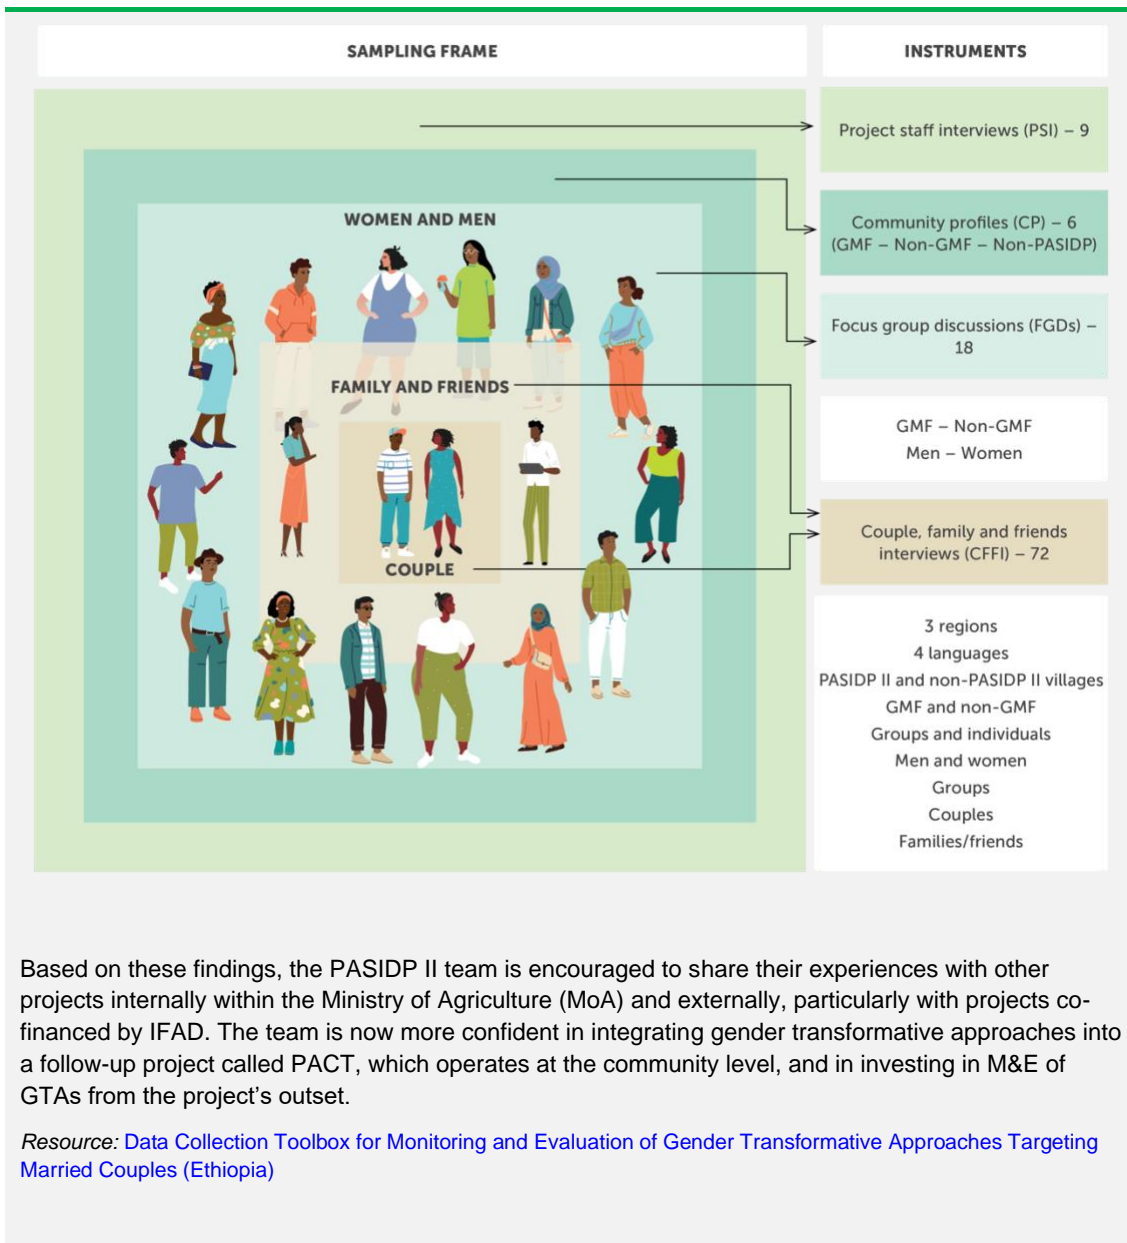 SAMPLING FRAME
INSTRUMENTS
WOMEN AND MEN
FAMILY AND FRIENDS
COUPLE
Project staff interviews (PSI) – 9
Community profiles (CP) – 6
(GMF – Non-GMF – Non-PASIDP)
Focus group discussions (FGDs) –
18
GMF – Non-GMF
Men – Women
Couple, family and friends
interviews (CFFI) – 72
3 regions
4 languages
PASIDP II and non-PASIDP II villages
GMF and non-GMF
Groups and individuals
Men and women
Groups
Couples
Families/friends
Based on these findings, the PASIDP II team is encouraged to share their experiences with other
projects internally within the Ministry of Agriculture (MoA) and externally, particularly with projects co-
financed by IFAD. The team is now more confident in integrating gender transformative approaches into
a follow-up project called PACT, which operates at the community level, and in investing in M&E of
GTAs from the project’s outset.
Resource: Data Collection Toolbox for Monitoring and Evaluation of Gender Transformative Approaches Targeting
Married Couples (Ethiopia)